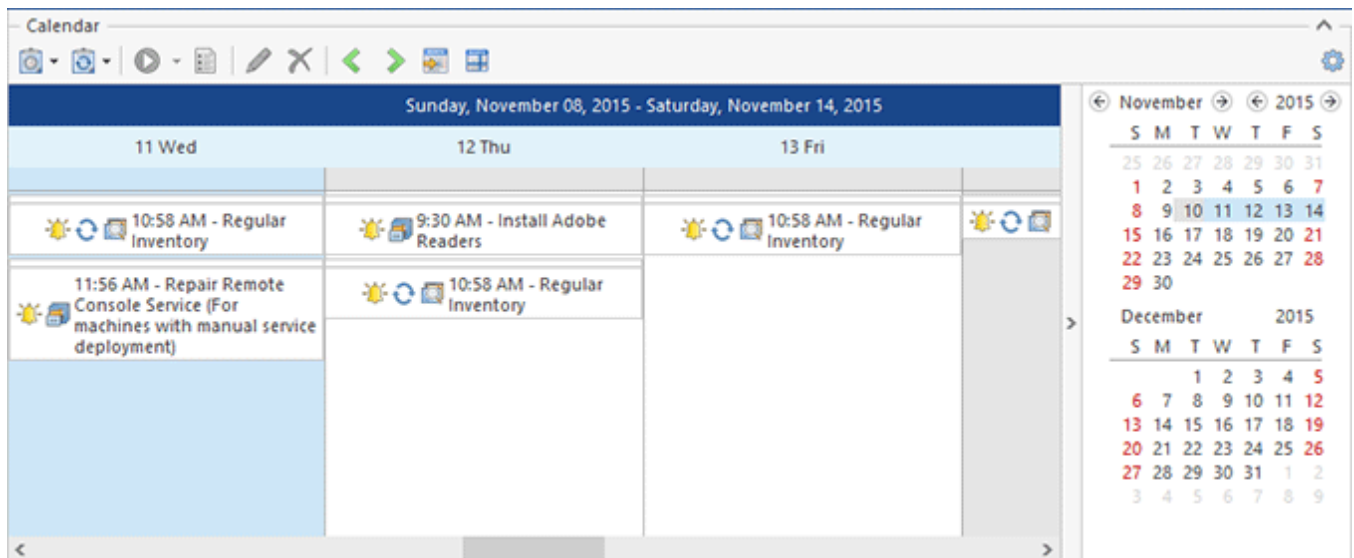 Calendar
Sunday, November 08, 2015 - Saturday, November 14, 2015
11 Wed
12 Thu
13 Fri
10:58 AM - Regular
Inventory
11:56 AM - Repair Remote
Console Service (For
machines with manual service
deployment)
9:30 AM - Install Adobe
Readers
10:58 AM - Regular
Inventory
10:58 AM - Regular
Inventory
November 2015
S M T W T F S
25 26 27 28 29 30 31
1 2 3 4 5 6 7
8 9 10 11 12 13 14
15 16 17 18 19 20 21
22 23 24 25 26 27 28
29 30
December 2015
S M T W T F S
1 2 3 4 5
6 7 8 9 10 11 12
13 14 15 16 17 18 19
20 21 22 23 24 25 26
27 28 29 30 31 1 2
3 4 5 6 7 8 9